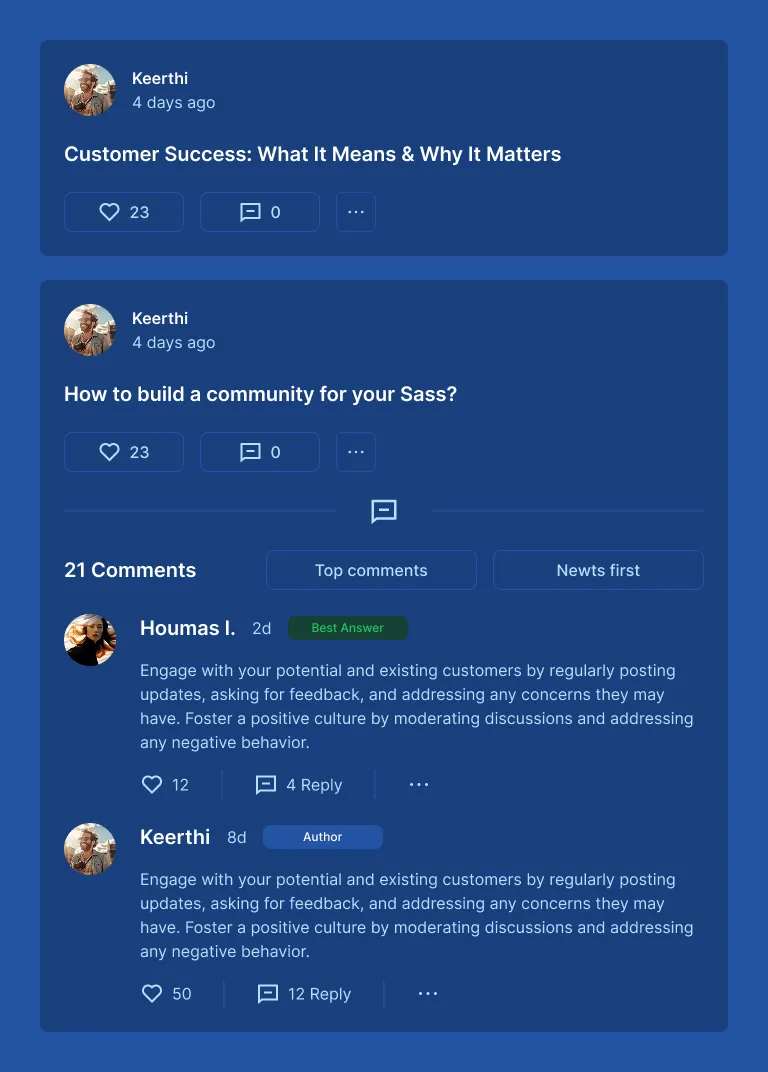 Keerthi
4 days ago
Customer Success: What It Means & Why It Matters
23
0
Keerthi
4 days ago
How to build a community for your Sass?
23
0
21 Comments
Top comments
Newts first
Houmas I. 2d Best Answer
Engage with your potential and existing customers by regularly posting
updates, asking for feedback, and addressing any concerns they may
have. Foster a positive culture by moderating discussions and addressing
any negative behavior.
12
4 Reply
Keerthi 8d Author
Engage with your potential and existing customers by regularly posting
updates, asking for feedback, and addressing any concerns they may
have. Foster a positive culture by moderating discussions and addressing
any negative behavior.
50
12 Reply